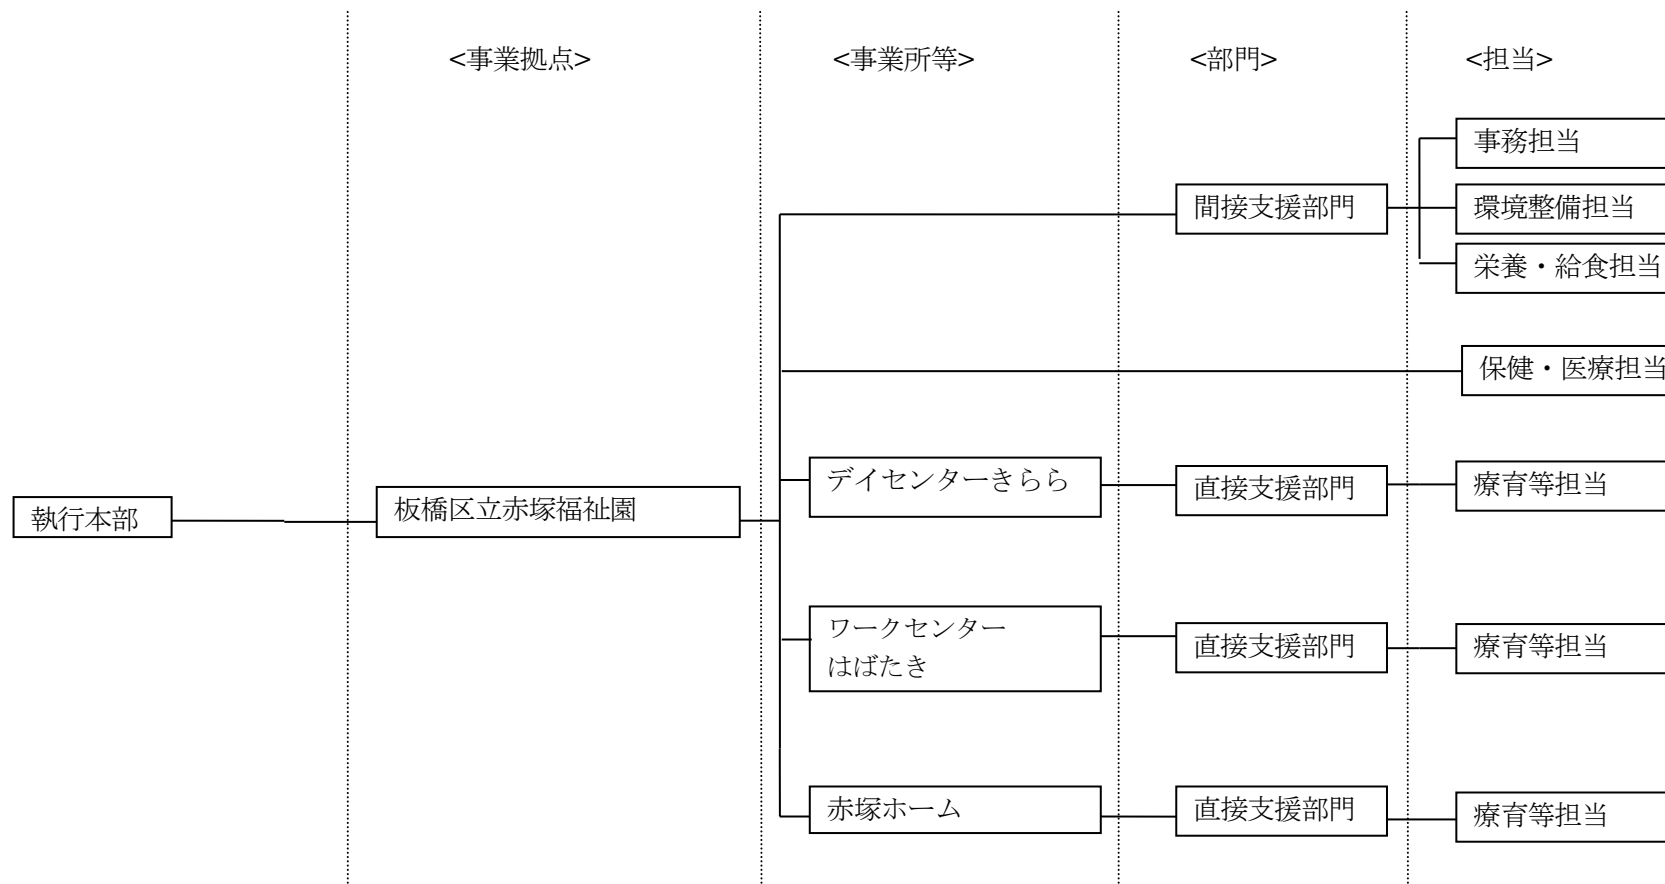 <事業拠点>
<事業所等>
<部門>
<担当>
事務担当
間接支援部門
環境整備担当
栄養・給食担当
保健・医療担当
デイセンターきらら
直接支援部門
療育等担当
執行本部
板橋区立赤塚福祉園
ワークセンター
はばたき
直接支援部門
療育等担当
赤塚ホーム
直接支援部門
療育等担当